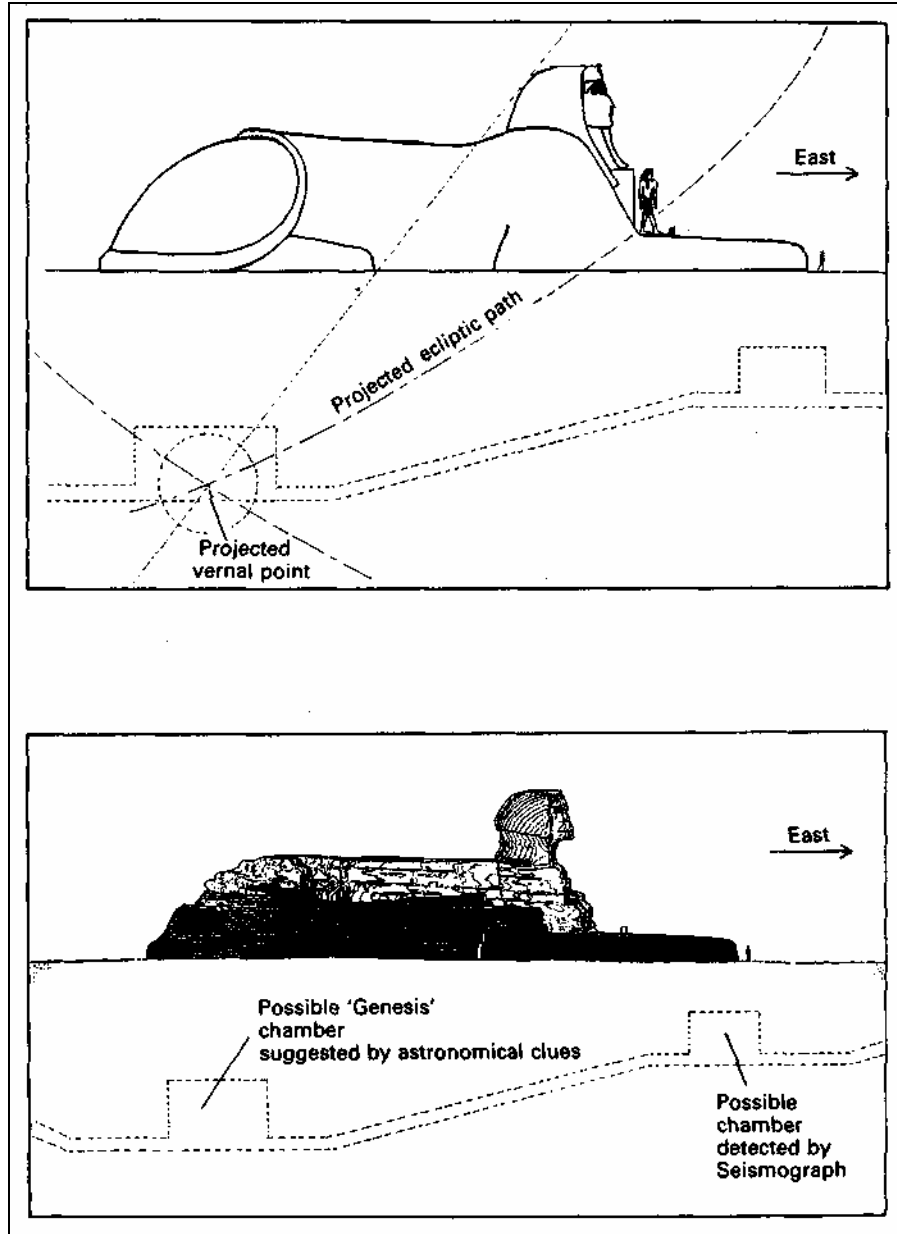 East
Projected ecliptic path
Projected
vernal point
East
Possible 'Genesis'
chamber
suggested by astronomical clues
Possible
chamber
detected by
Seismograph